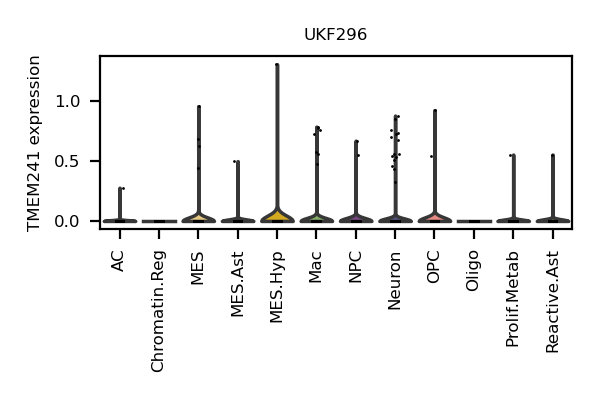 UKF296
TMEM241 expression
1.0
0.5
0.0
AC
Chromatin.Reg
MES
MES.Ast
MES.Hyp
Mac
NPC
Neuron
OPC
Oligo
Prolif.Metab
Reactive.Ast